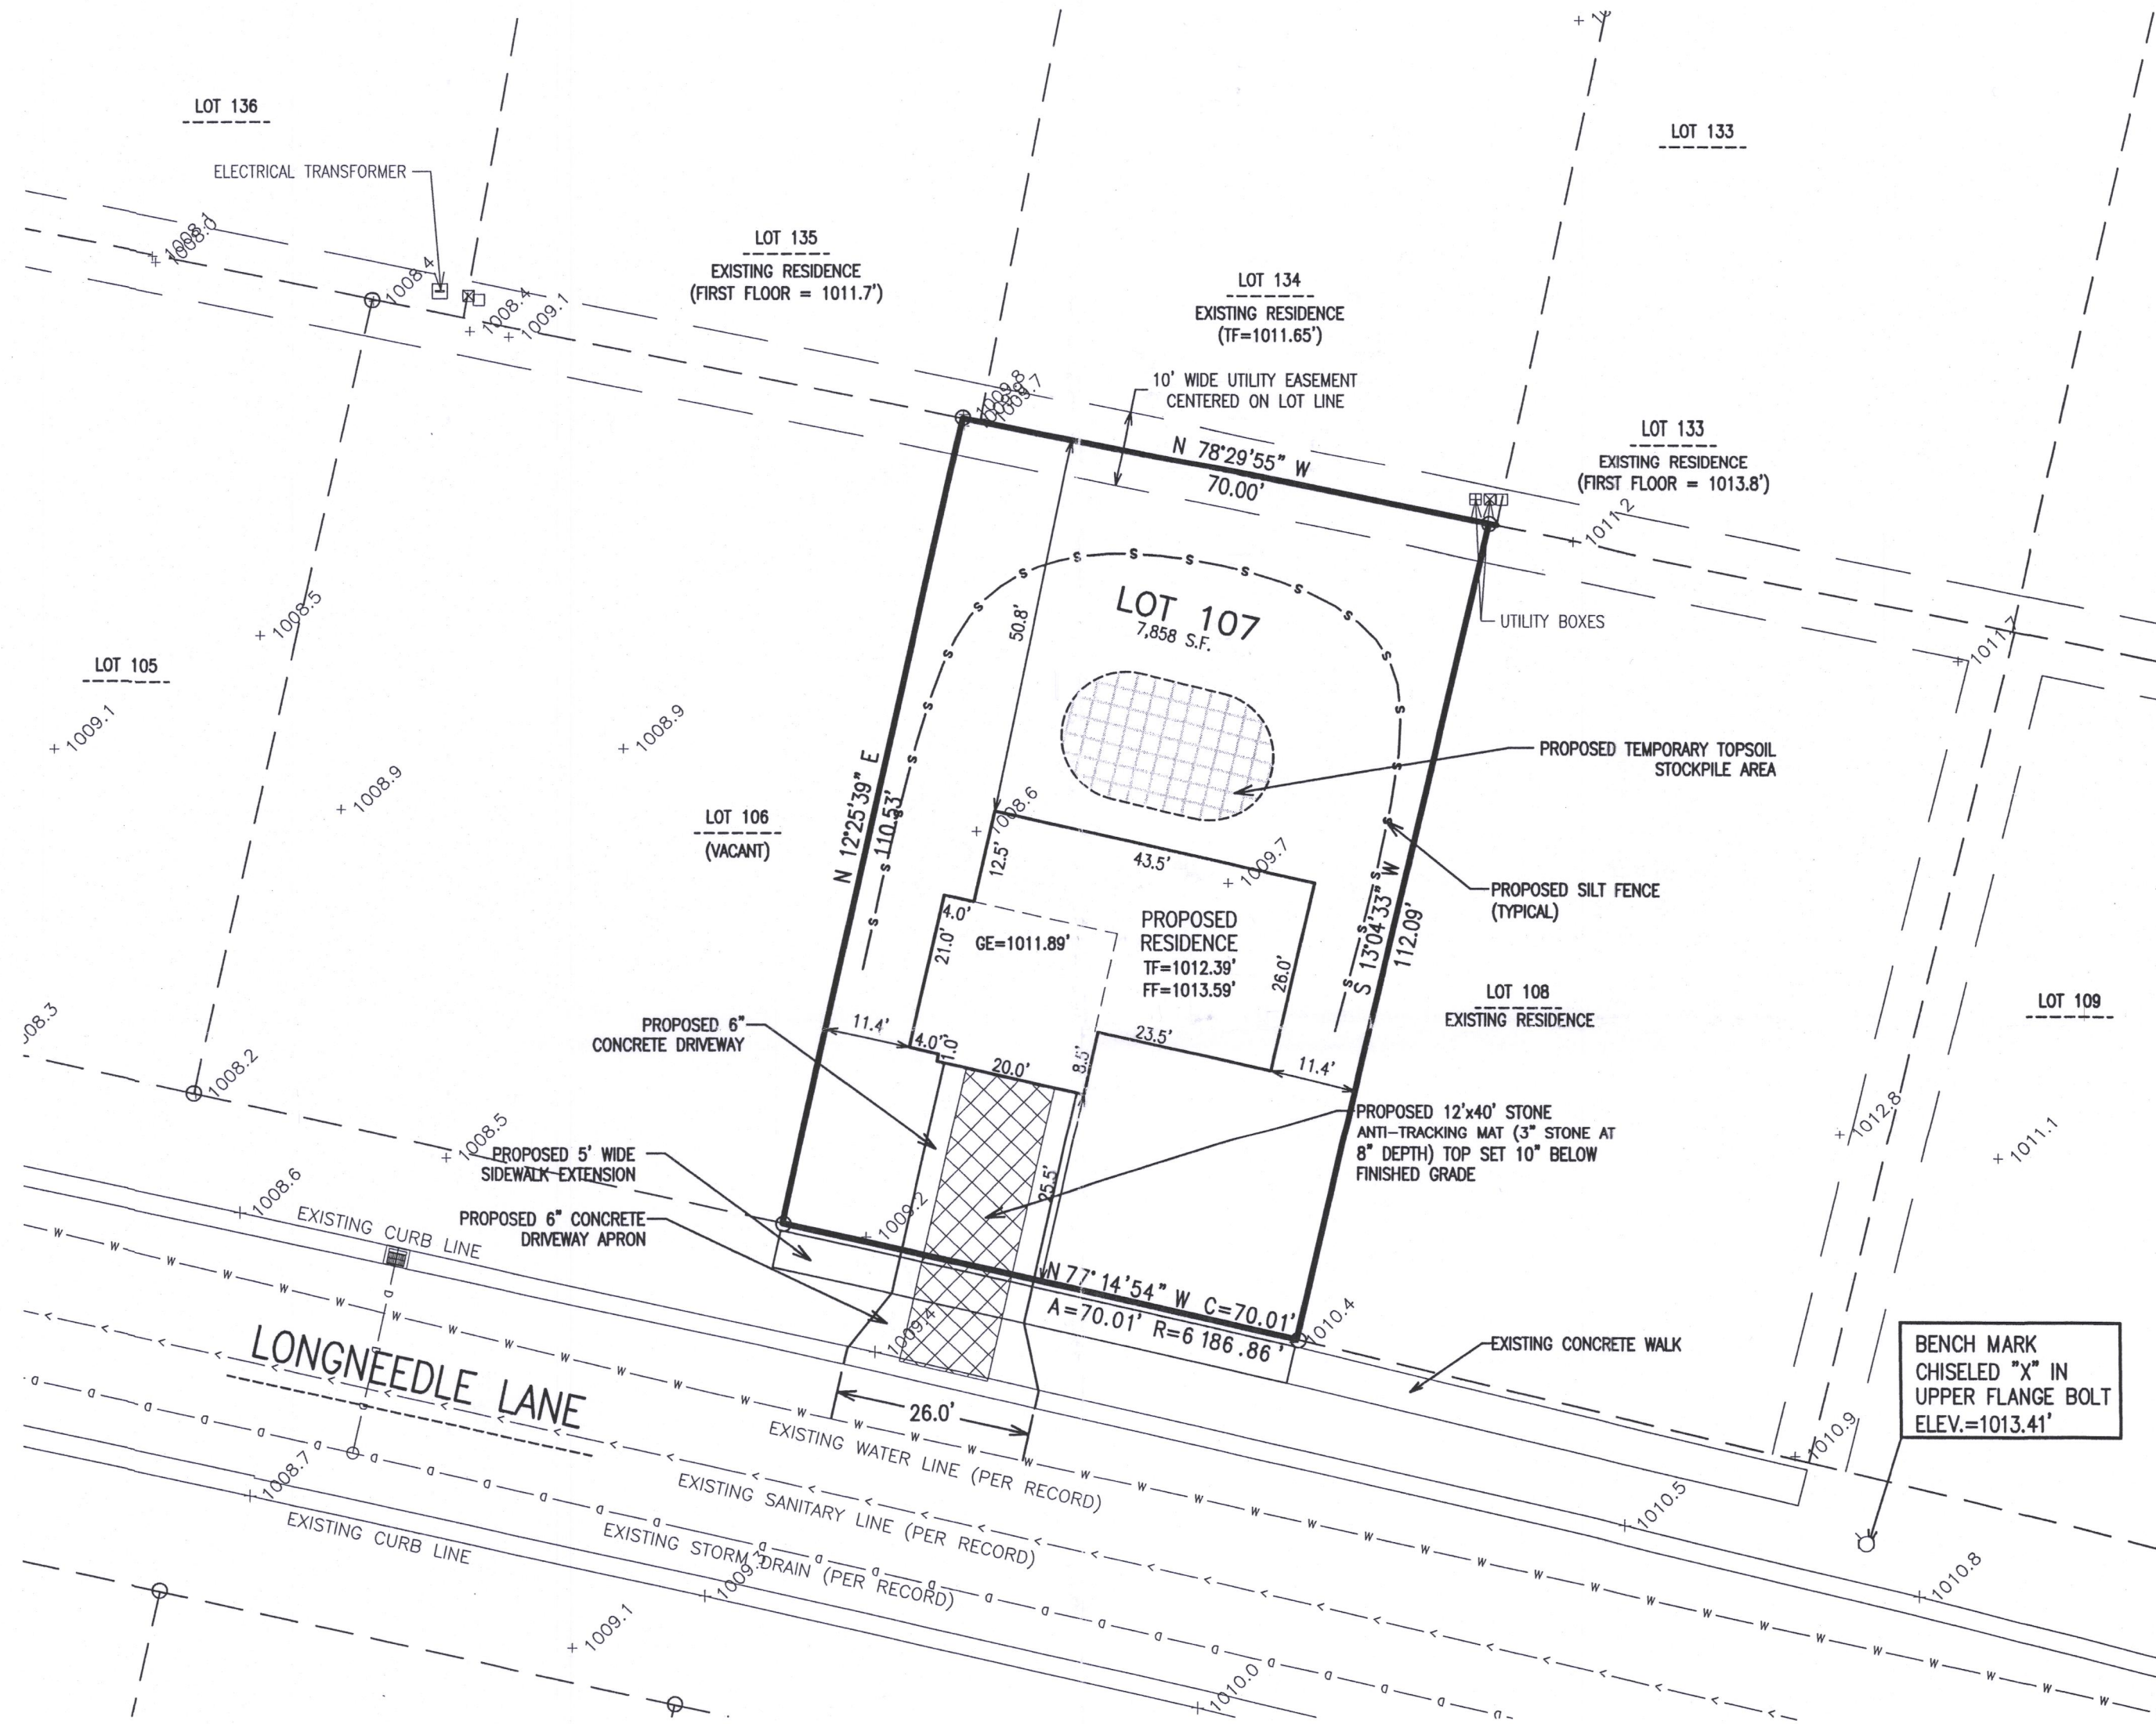 LOT 136
ELECTRICAL TRANSFORMER
LOT 133
LOT 135
EXISTING RESIDENCE
(FIRST FLOOR = 1011.7')
LOT 134
EXISTING RESIDENCE
(TF=1011.65')
10' WIDE UTILITY EASEMENT
CENTERED ON LOT LINE
LOT 133
EXISTING RESIDENCE
(FIRST FLOOR = 1013.8')
1008.1
1008.0
1008.4
1008.4
1009.1
1009.8
1009.7
N 78°29'55" W
70.00'
1011.2
UTILITY BOXES
1011.7
LOT 107
7,858 S.F.
50.8'
1008.5
LOT 105
1009.1
1008.9
1008.9
PROPOSED TEMPORARY TOPSOIL
STOCKPILE AREA
LOT 106
(VACANT)
N 12°25'39" E
110.53'
1008.6
12.5'
43.5'
1009.7
PROPOSED SILT FENCE
(TYPICAL)
S 13°04'33" W
112.09'
4.0'
21.0'
GE=1011.89'
PROPOSED
RESIDENCE
TF=1012.39'
FF=1013.59'
26.0'
LOT 108
EXISTING RESIDENCE
LOT 109
11.4'
4.0'
1.0'
20.0'
8.5'
23.5'
11.4'
PROPOSED 6"
CONCRETE DRIVEWAY
1008.2
1008.5
1012.8
1011.1
PROPOSED 12'x40' STONE
ANTI-TRACKING MAT (3" STONE AT
8" DEPTH) TOP SET 10" BELOW
FINISHED GRADE
PROPOSED 5' WIDE
SIDEWALK EXTENSION
25.5'
1008.6
EXISTING CURB LINE
PROPOSED 6" CONCRETE
DRIVEWAY APRON
1009.2
1009.4
N 77°14'54" W C=70.01'
A=70.01' R=6186.86'
1010.4
EXISTING CONCRETE WALK
BENCH MARK
CHISELED "X" IN
UPPER FLANGE BOLT
ELEV.=1013.41'
LONGNEEDLE LANE
26.0'
EXISTING WATER LINE (PER RECORD)
1010.9
1010.5
1008.7
EXISTING SANITARY LINE (PER RECORD)
EXISTING CURB LINE
EXISTING STORM DRAIN (PER RECORD)
1009.1
1010.0
1010.8